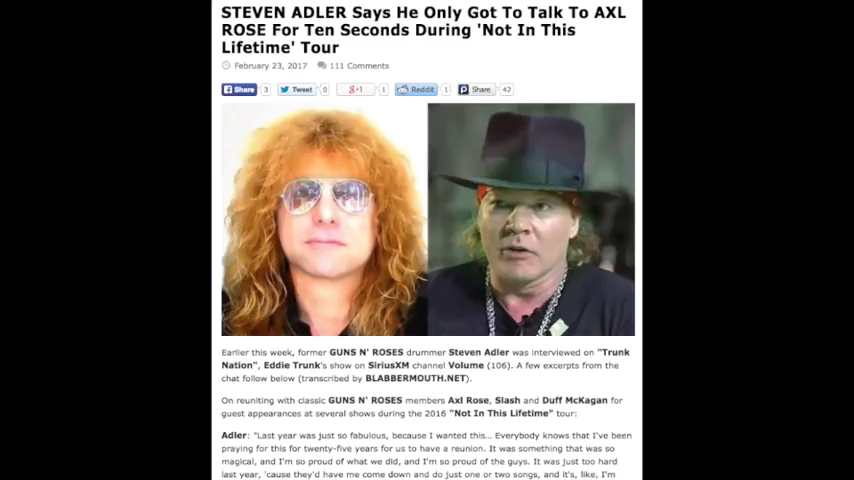 STEVEN ADLER Says He Only Got To Talk To AXL
ROSE For Ten Seconds During 'Not In This
Lifetime' Tour
February 23, 2017 111 Comments
Share 3 Tweet 0 g+1 1 Reddit 1 Share 42
Earlier this week, former GUNS N' ROSES drummer Steven Adler was interviewed on "Trunk
Nation", Eddie Trunk's show on SiriusXM channel Volume (106). A few excerpts from the
chat follow below (transcribed by BLABBERMOUTH.NET).
On reuniting with classic GUNS N' ROSES members Axl Rose, Slash and Duff McKagan for
guest appearances at several shows during the 2016 "Not In This Lifetime" tour:
Adler: "Last year was just so fabulous, because I wanted this... Everybody knows that I've been
praying for this for twenty-five years for us to have a reunion. It was something that was so
magical, and I'm so proud of what we did, and I'm so proud of the guys. It was just too hard
last year, 'cause they'd have me come down and do just one or two songs, and it's, like, I'm